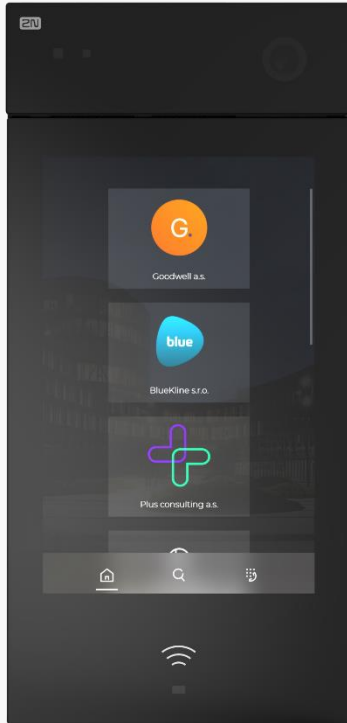 2N
G.
Goodwell a.s.
blue
BlueKline s.r.o.
Plus consulting a.s.